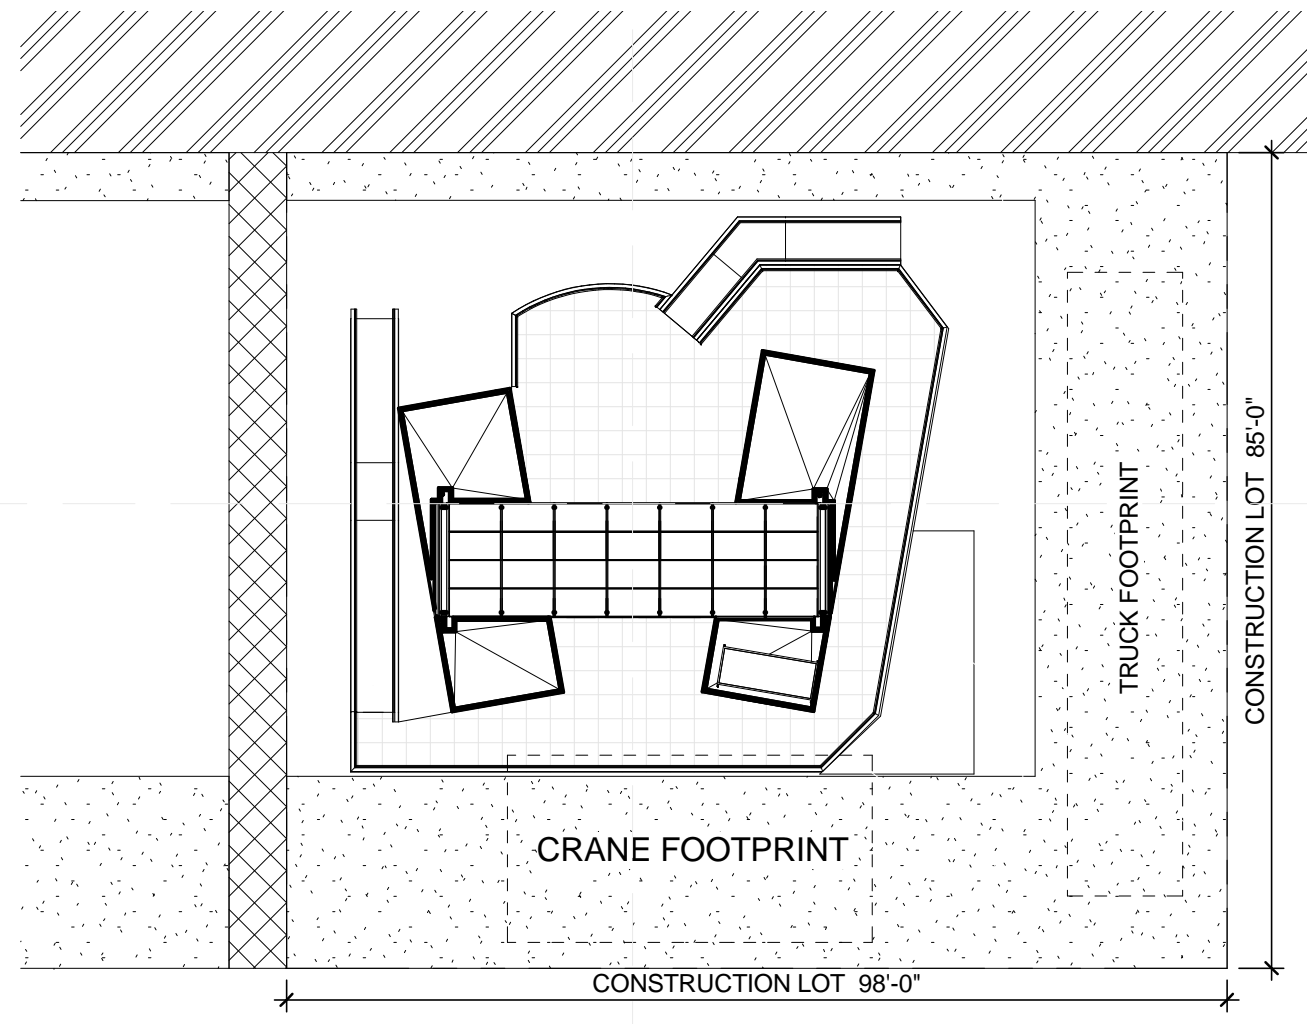 TRUCK FOOTPRINT
CONSTRUCTION LOT 85'-0"
CRANE FOOTPRINT
CONSTRUCTION LOT 98'-0"